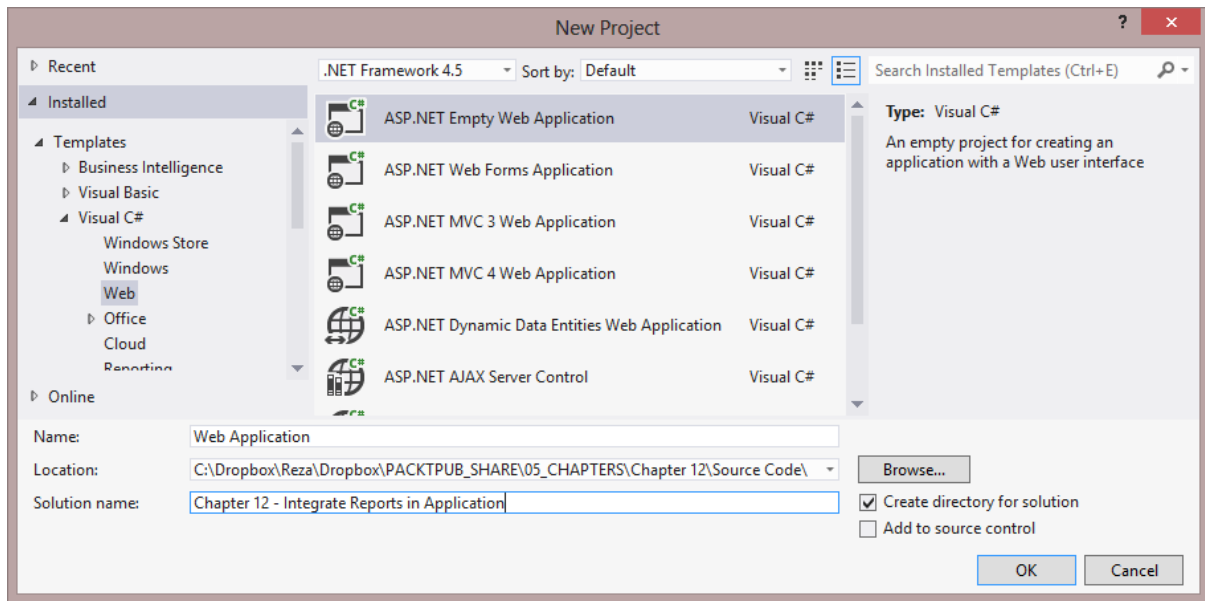 New Project
?
Recent
.NET Framework 4.5
Sort by: Default
Search Installed Templates (Ctrl+E)
Installed
Templates
Business Intelligence
Visual Basic
Visual C#
Windows Store
Windows
Web
Office
Cloud
Reporting
Online
C# ASP.NET Empty Web Application Visual C#
C# ASP.NET Web Forms Application Visual C#
C# ASP.NET MVC 3 Web Application Visual C#
C# ASP.NET MVC 4 Web Application Visual C#
C# ASP.NET Dynamic Data Entities Web Application Visual C#
C# ASP.NET AJAX Server Control Visual C#
C#
Type: Visual C#
An empty project for creating an
application with a Web user interface
Name: Web Application
Location: C:\Dropbox\Reza\Dropbox\PACKTPUB_SHARE\05_CHAPTERS\Chapter 12\Source Code\
Browse...
Solution name: Chapter 12 - Integrate Reports in Application
Create directory for solution
Add to source control
OK
Cancel